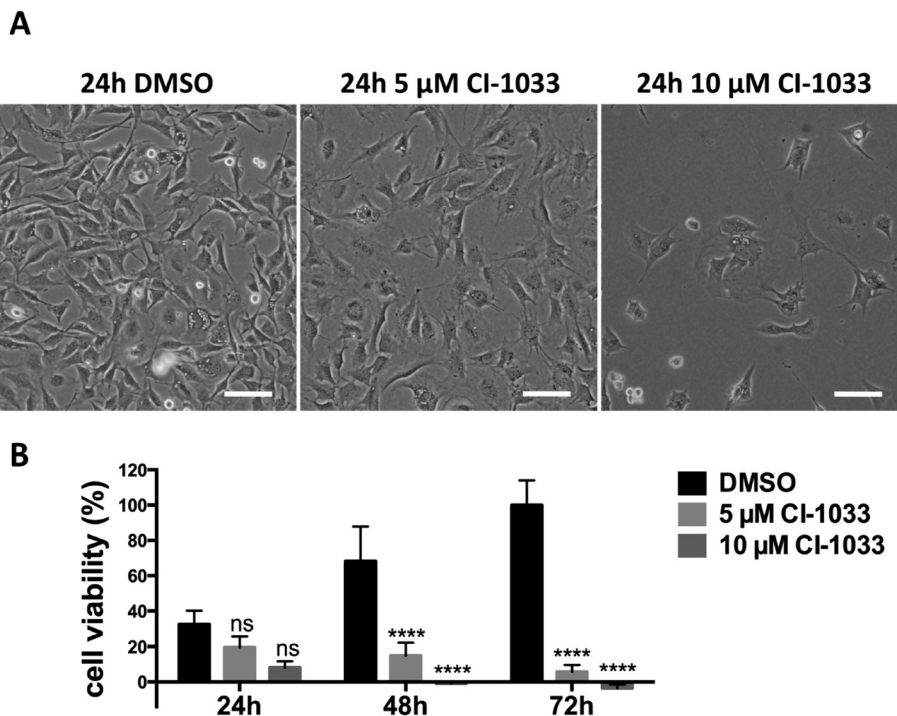 A
24h DMSO
24h 5 µM CI-1033
24h 10 µM CI-1033
B
cell viability (%)
120
100
80
60
40
20
0
ns
ns
****
****
****
****
24h
48h
72h
DMSO
5 µM CI-1033
10 µM CI-1033